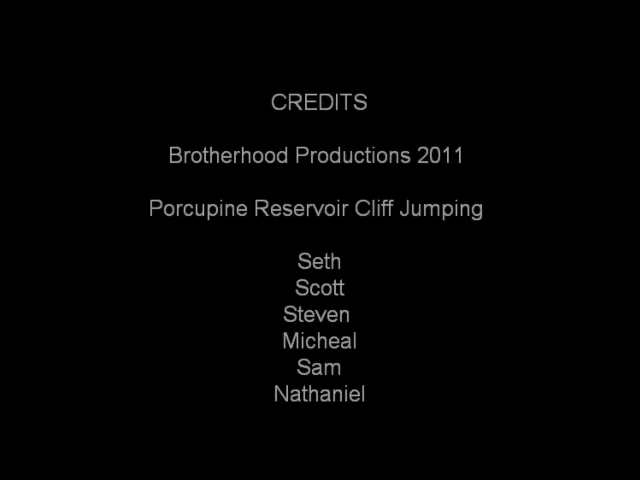 CREDITS
Brotherhood Productions 2011
Porcupine Reservoir Cliff Jumping
Seth
Scott
Steven
Micheal
Sam
Nathaniel